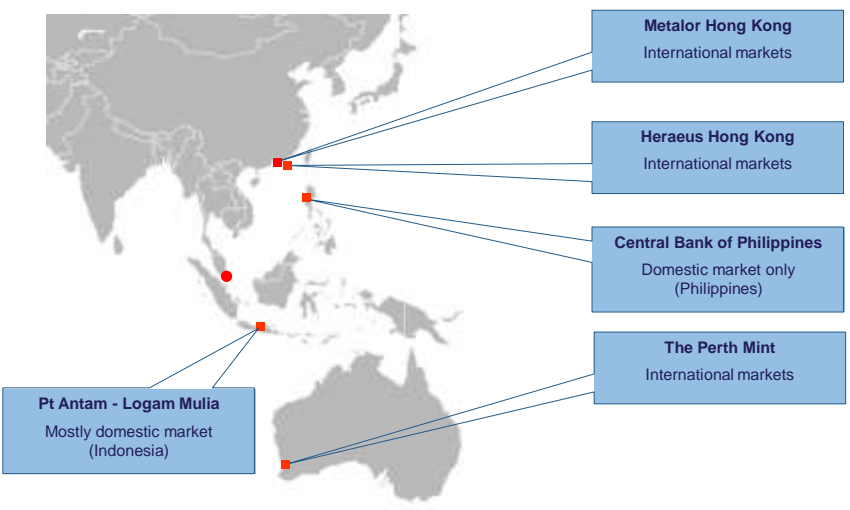 Metalor Hong Kong
International markets
Heraeus Hong Kong
International markets
Central Bank of Philippines
Domestic market only
(Philippines)
The Perth Mint
International markets
Pt Antam - Logam Mulia
Mostly domestic market
(Indonesia)